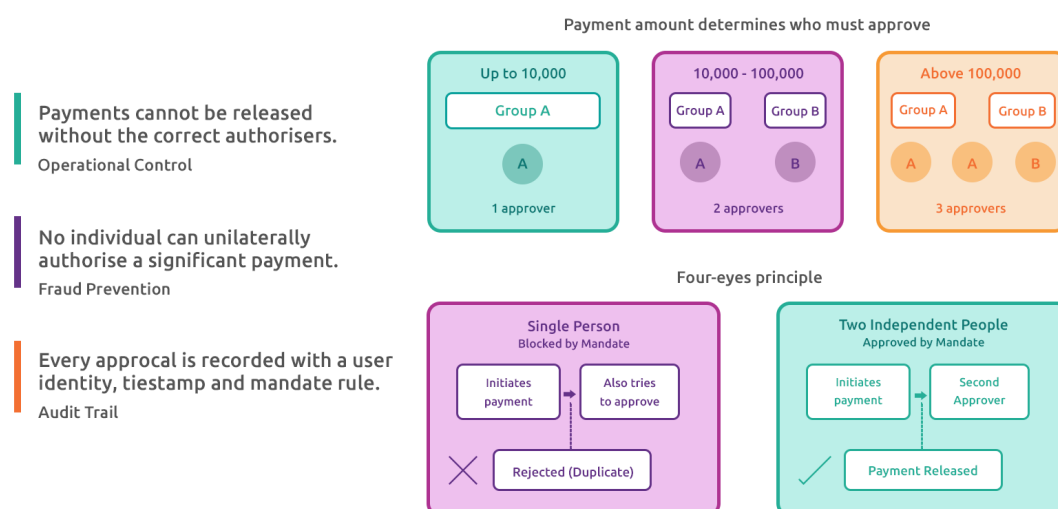 Payments cannot be released
without the correct authorisers.
Operational Control
No individual can unilaterally
authorise a significant payment.
Fraud Prevention
Every approcal is recorded with a user
identity, tiestamp and mandate rule.
Audit Trail
Payment amount determines who must approve
Up to 10,000
Group A
A
1 approver
10,000 - 100,000
Group A
Group B
A
B
2 approvers
Above 100,000
Group A
Group B
A
A
B
3 approvers
Four-eyes principle
Single Person
Blocked by Mandate
Initiates
payment
Also tries
to approve
Rejected (Duplicate)
Two Independent People
Approved by Mandate
Initiates
payment
Second
Approver
Payment Released